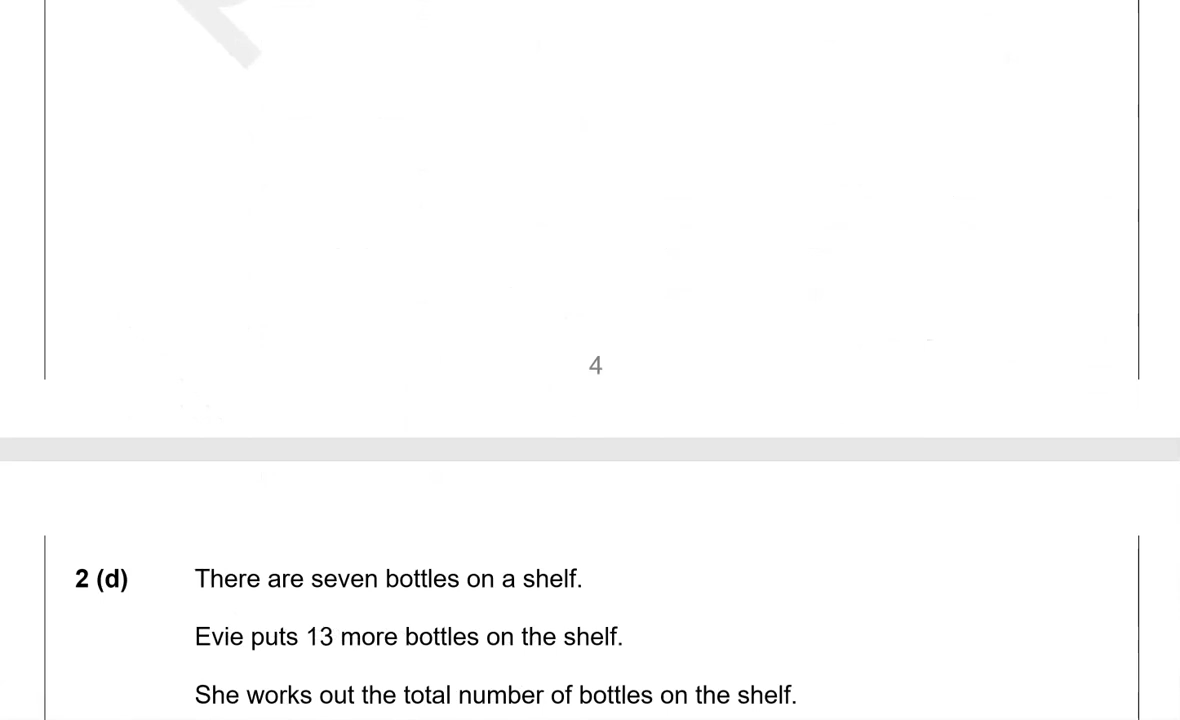 4
2 (d) There are seven bottles on a shelf.
Evie puts 13 more bottles on the shelf.
She works out the total number of bottles on the shelf.